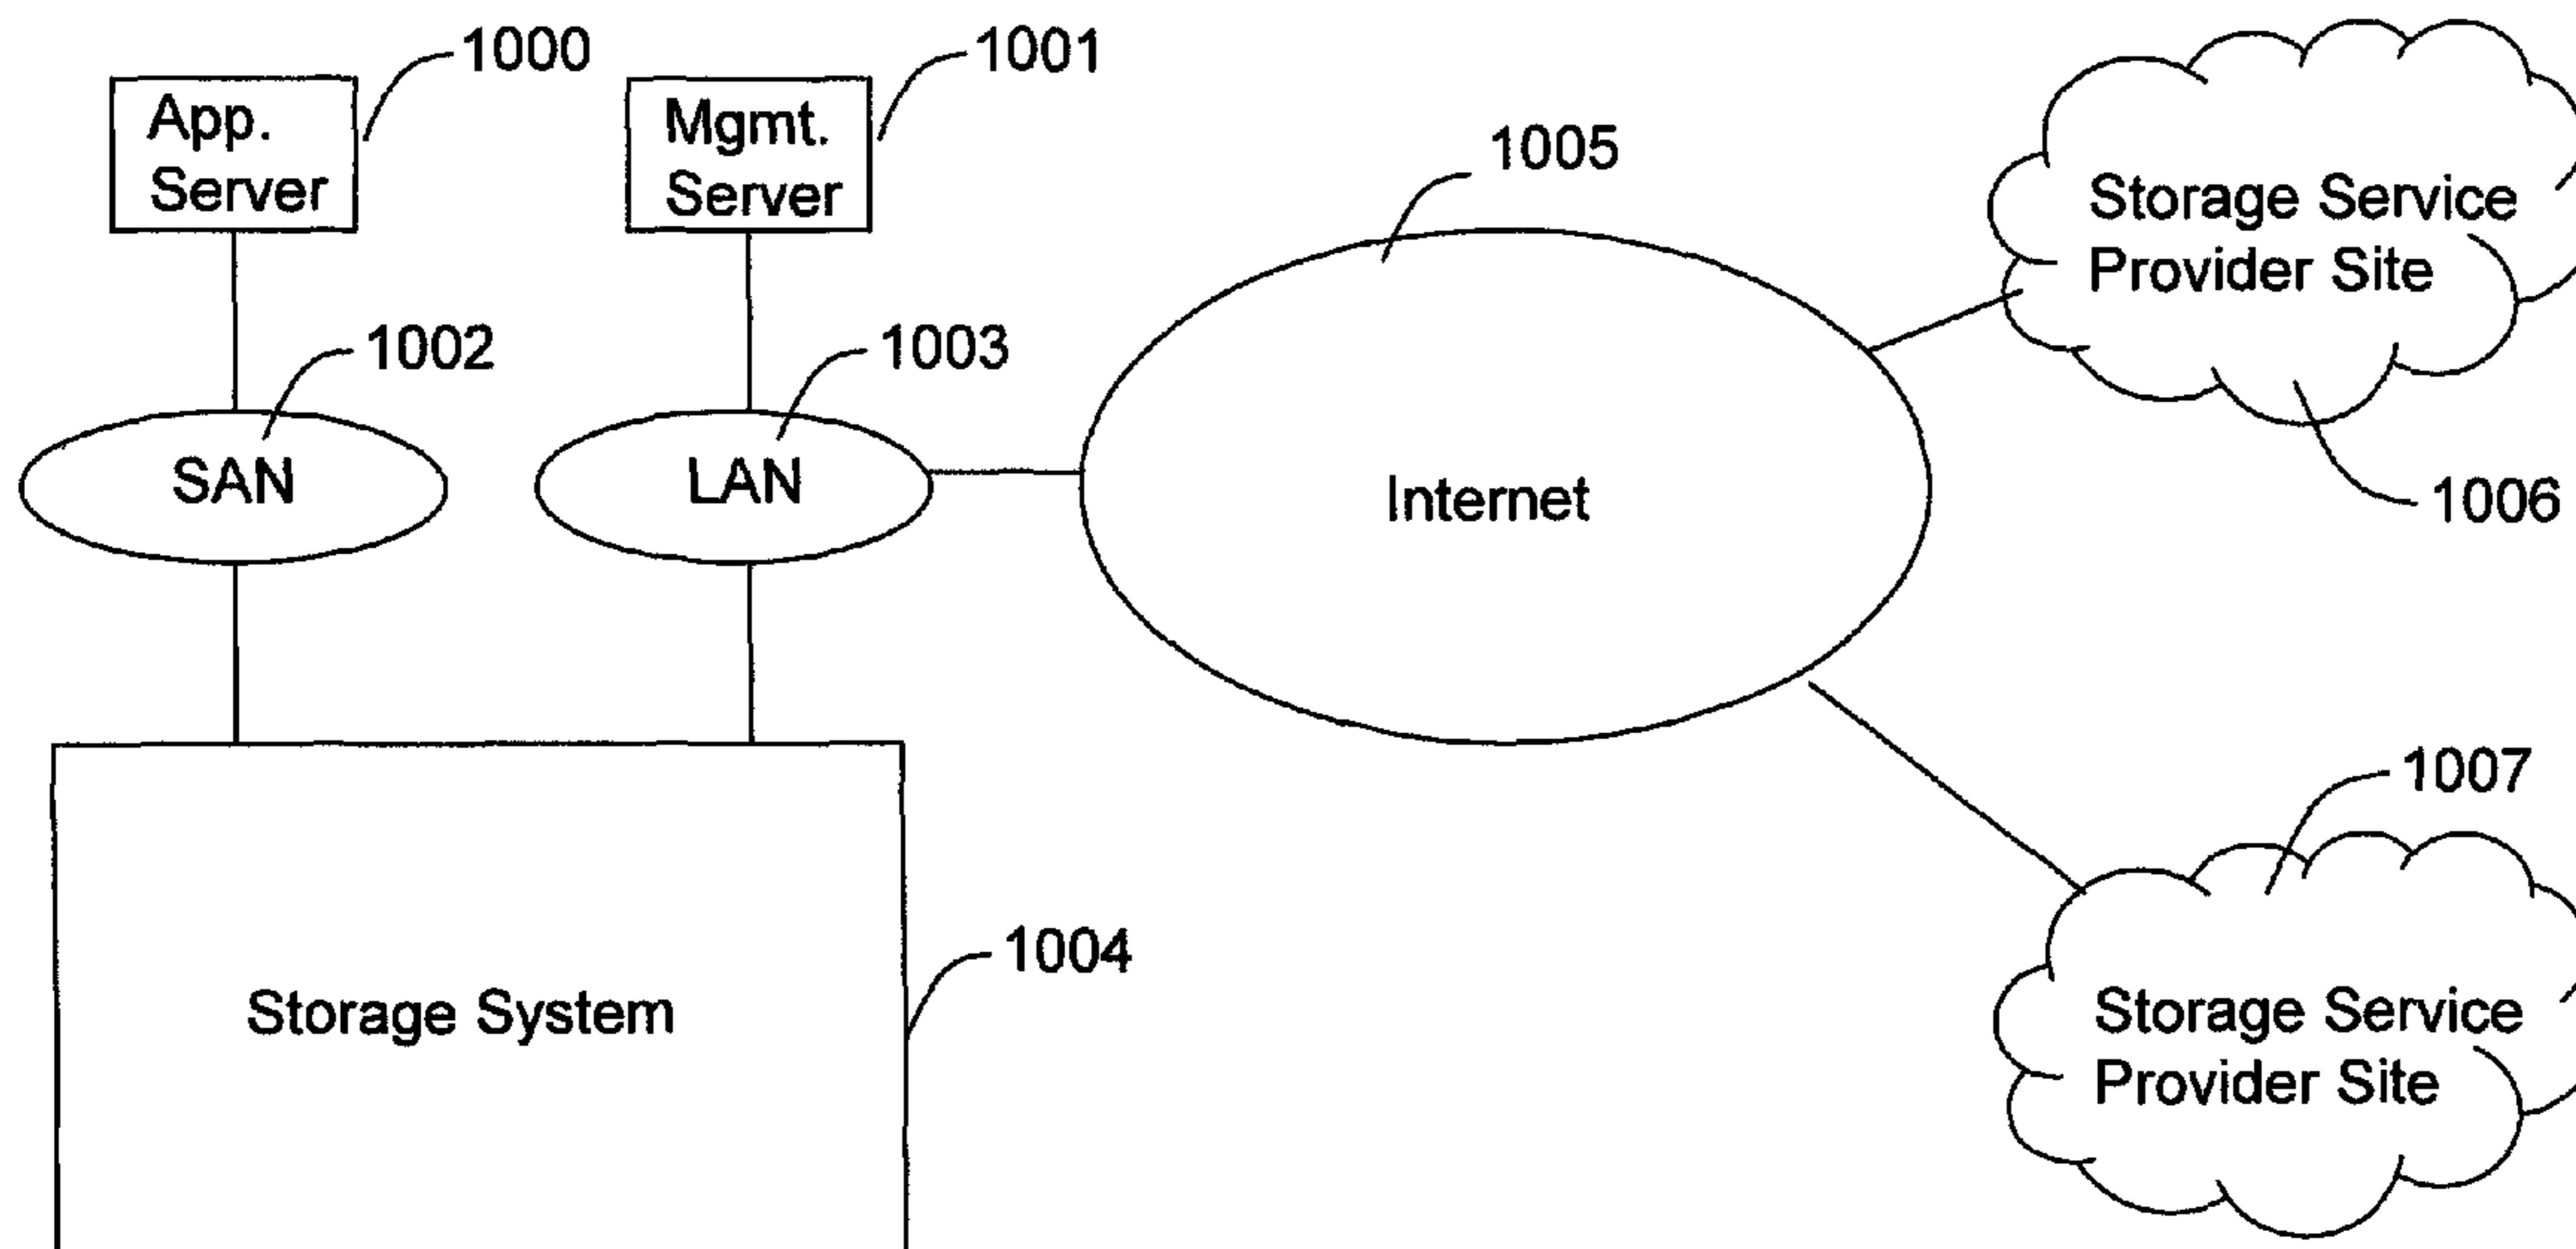 1000
1001
App.
Server
Mgmt.
Server
1005
Storage Service
Provider Site
1002
1003
SAN
LAN
Internet
1006
1007
1004
Storage System
Storage Service
Provider Site